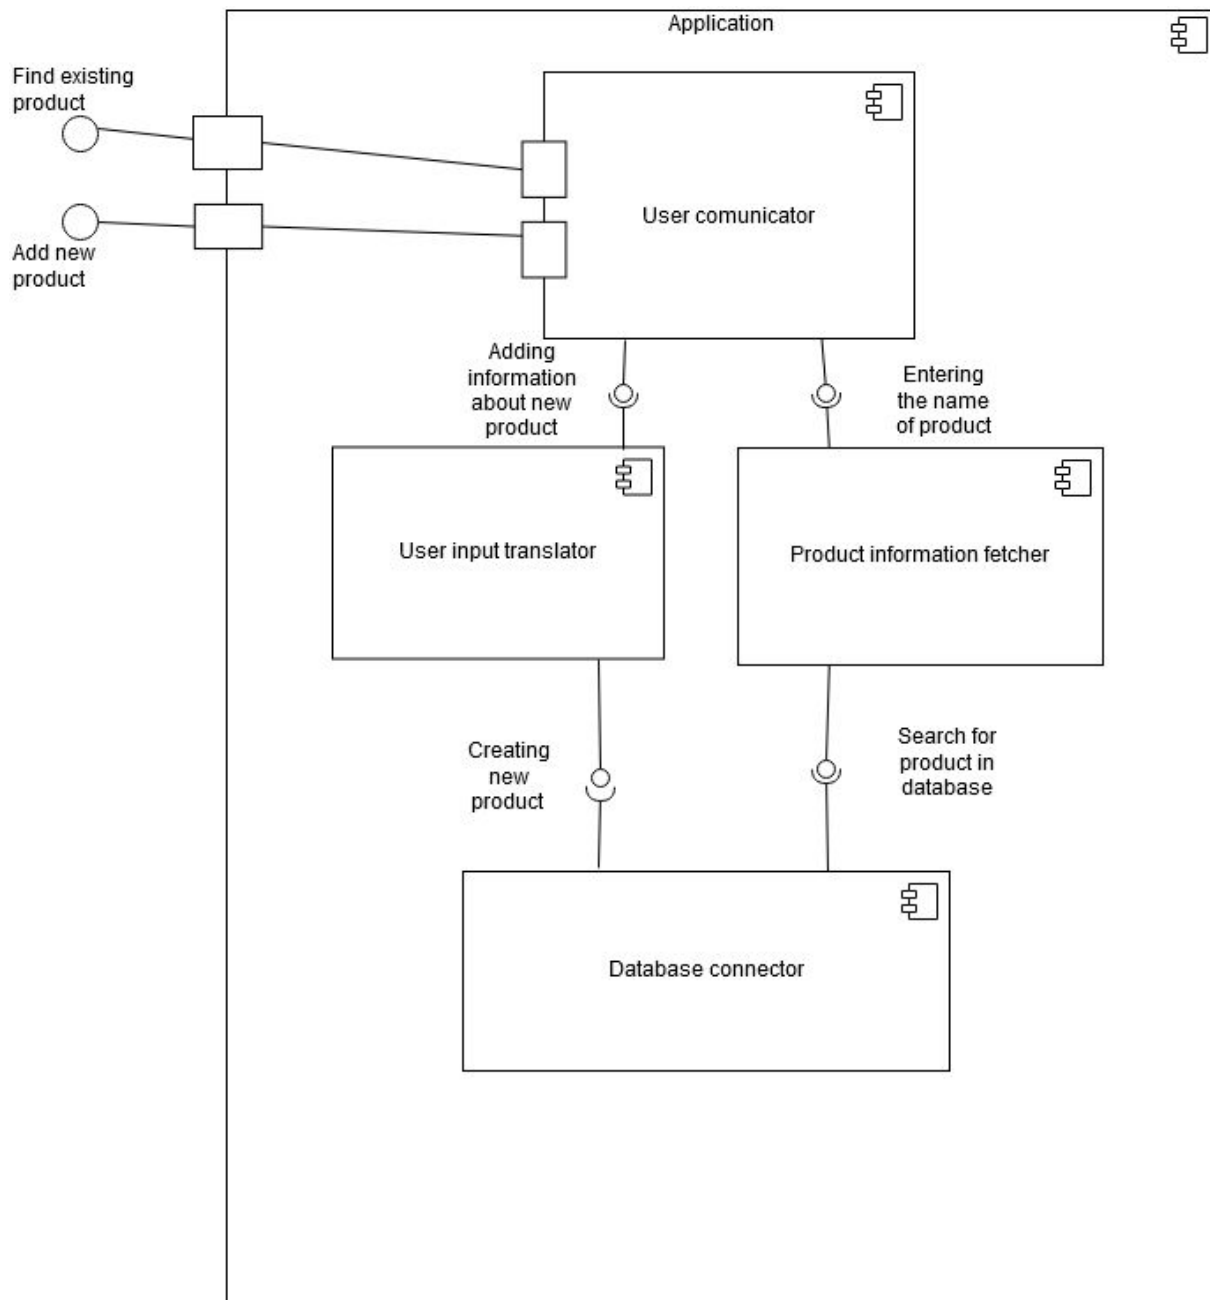 Application
Find existing
product
Add new
product
User comunicator
Adding
information
about new
product
Entering
the name
of product
User input translator
Product information fetcher
Creating
new
product
Search for
product in
database
Database connector